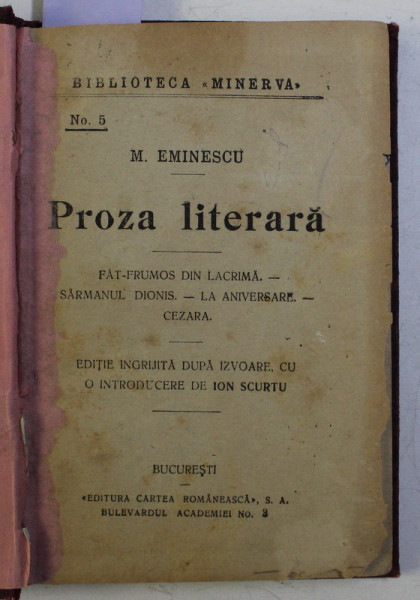 BIBLIOTECA «MINERVA»
No. 5
M. EMINESCU
Proza literară
FĂT-FRUMOS DIN LACRIMĂ. —
SĂRMANUL DIONIS. — LA ANIVERSARE. —
CEZARA.
EDIȚIE INGRIJITĂ DUPĂ IZVOARE, CU
O INTRODUCERE DE ION SCURTU
BUCUREȘTI
«EDITURA CARTEA ROMÂNEASCĂ», S. A.
BULEVARDUL ACADEMIEI No. 3